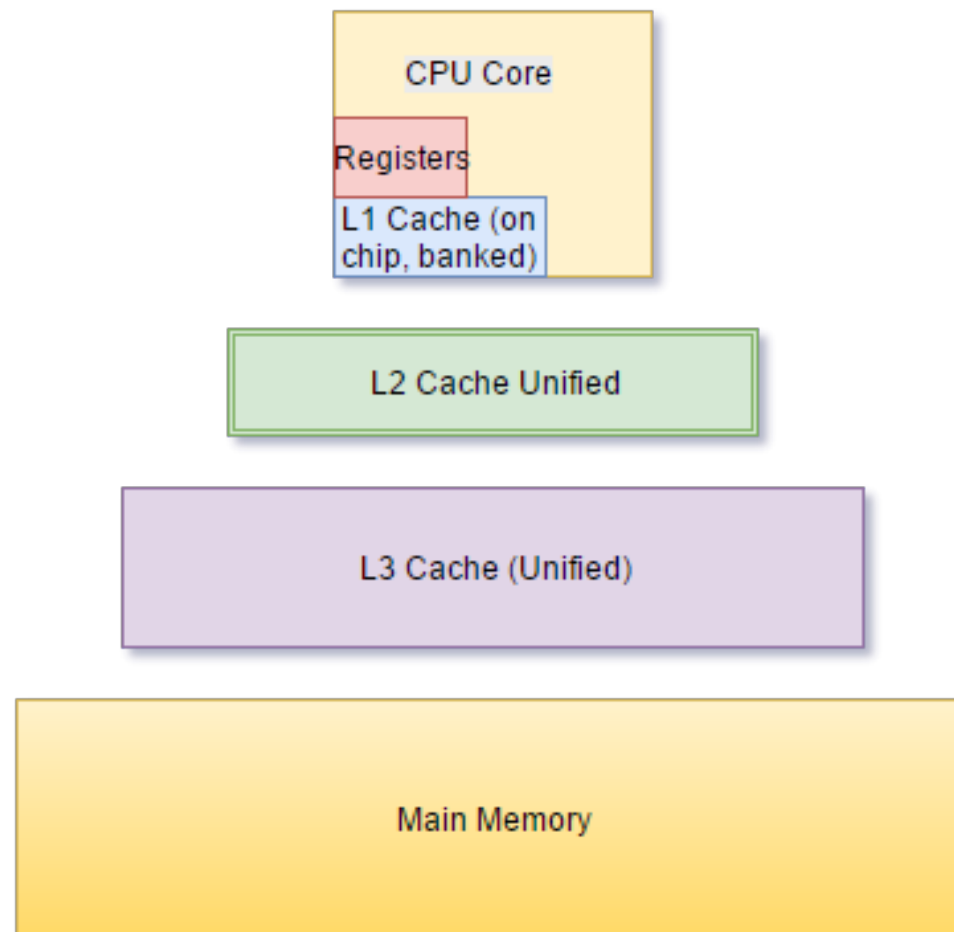 CPU Core
Registers
L1 Cache (on
chip, banked)
L2 Cache Unified
L3 Cache (Unified)
Main Memory